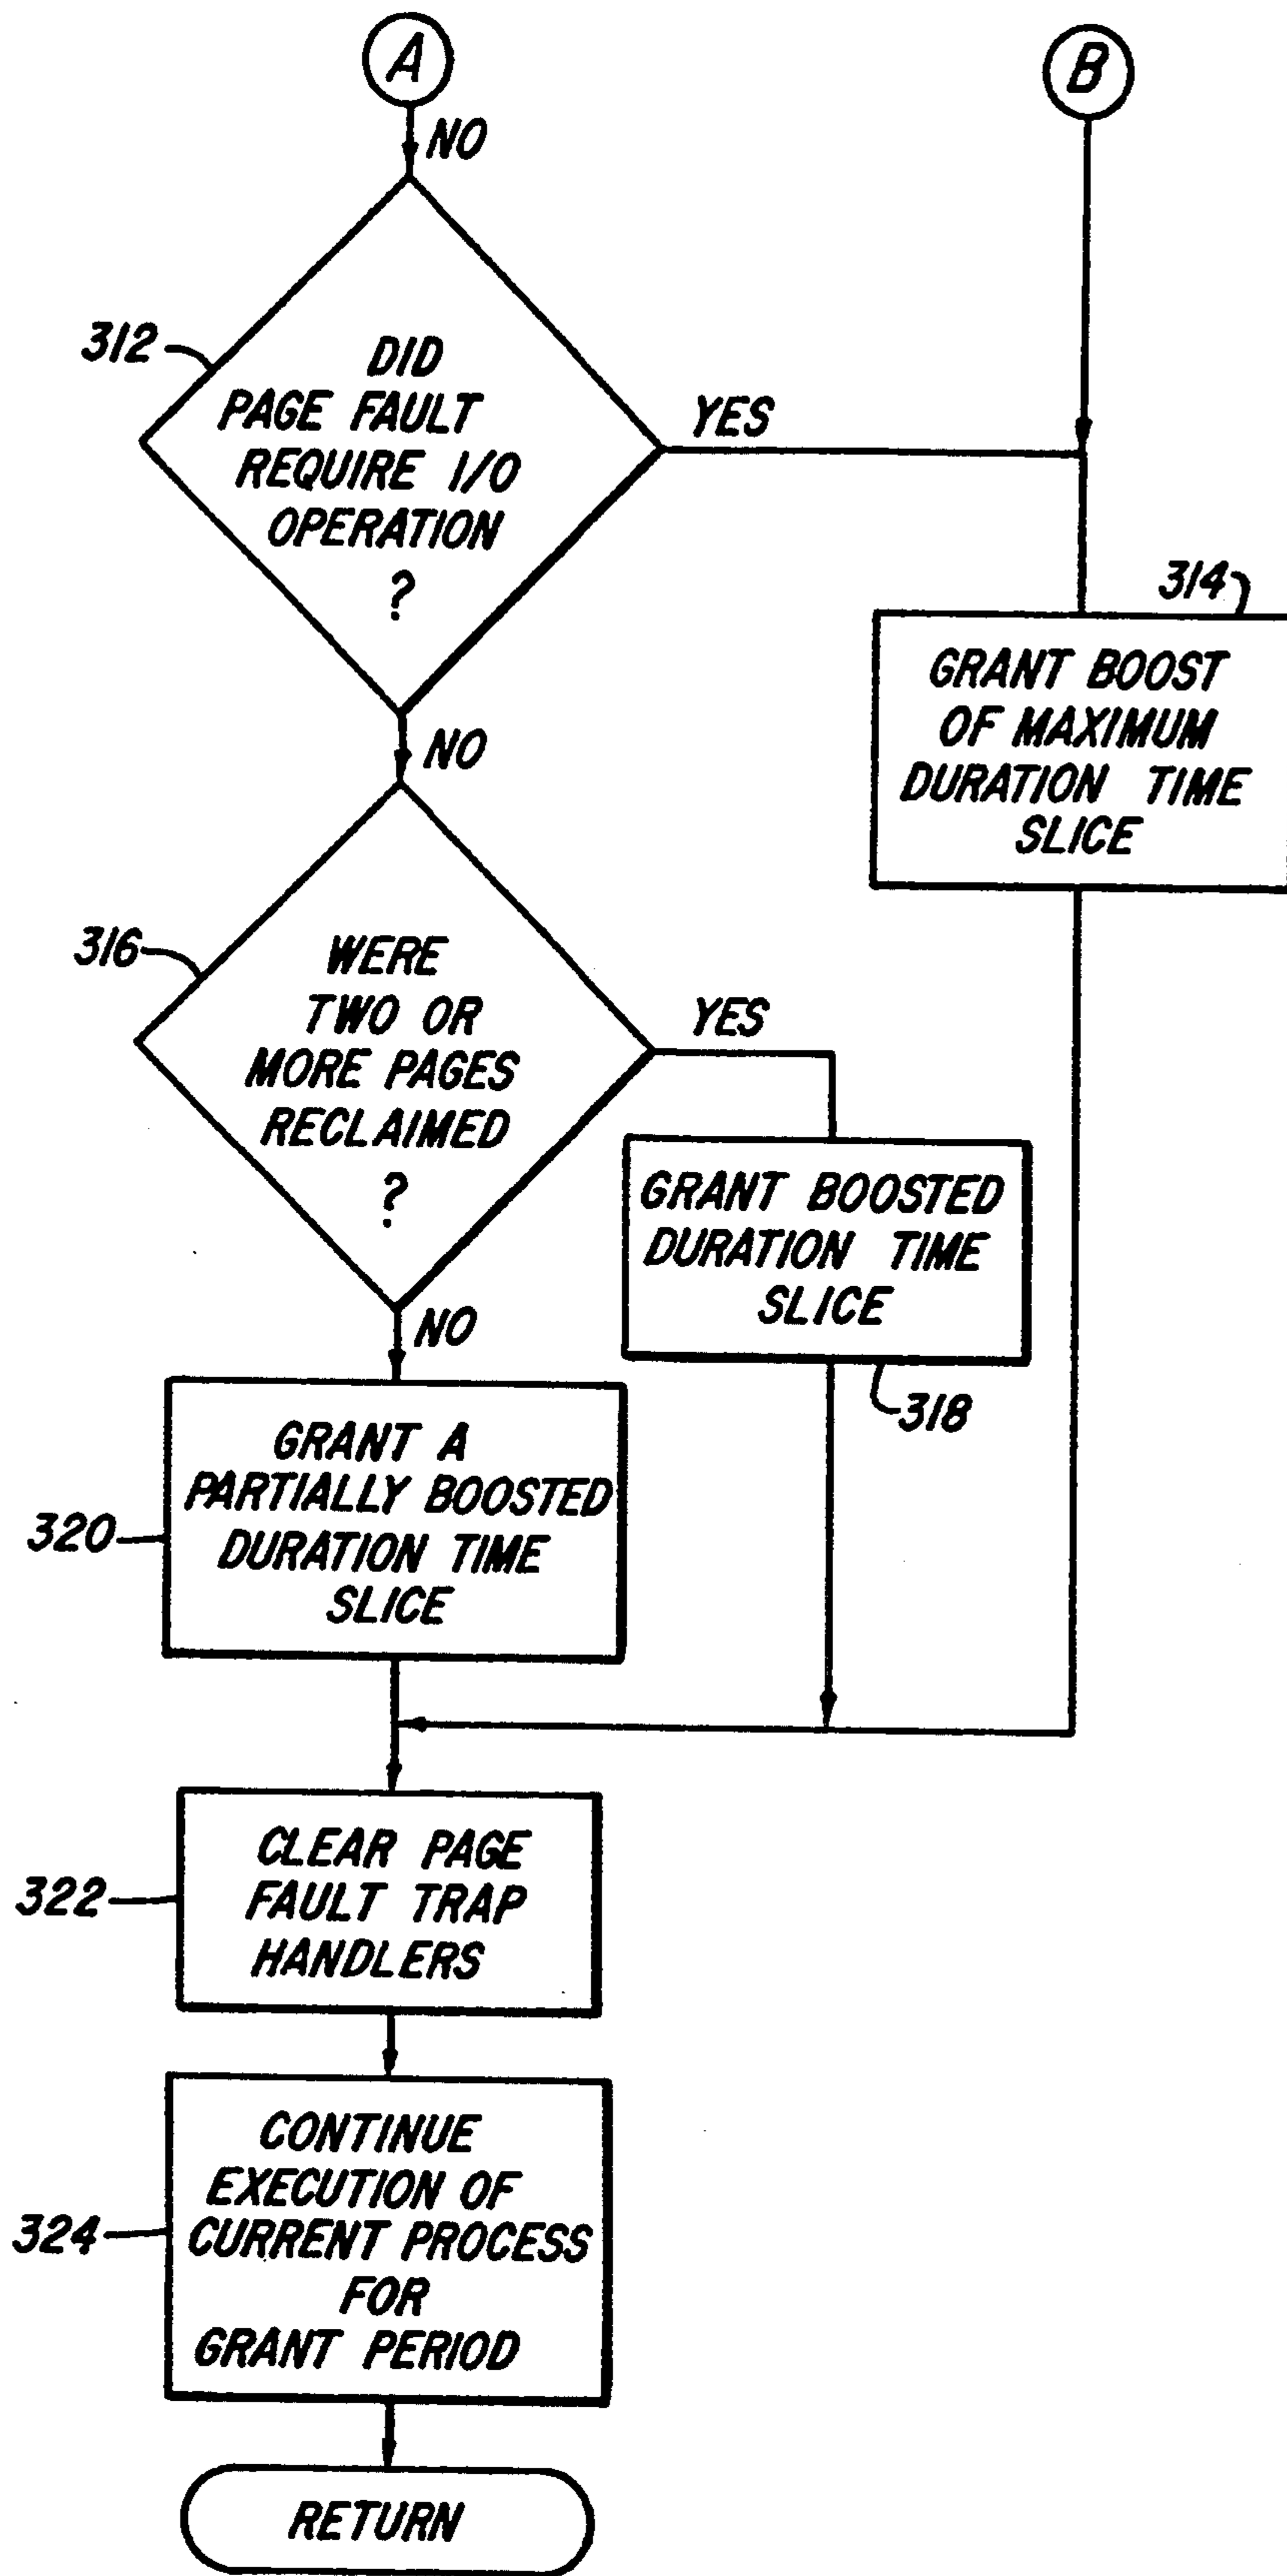 A
B
NO
312
DID
PAGE FAULT
REQUIRE I/O
OPERATION
?
YES
314
GRANT BOOST
OF MAXIMUM
DURATION TIME
SLICE
NO
316
WERE
TWO OR
MORE PAGES
RECLAIMED
?
YES
GRANT BOOSTED
DURATION TIME
SLICE
318
NO
320
GRANT A
PARTIALLY BOOSTED
DURATION TIME
SLICE
322
CLEAR PAGE
FAULT TRAP
HANDLERS
324
CONTINUE
EXECUTION OF
CURRENT PROCESS
FOR
GRANT PERIOD
RETURN